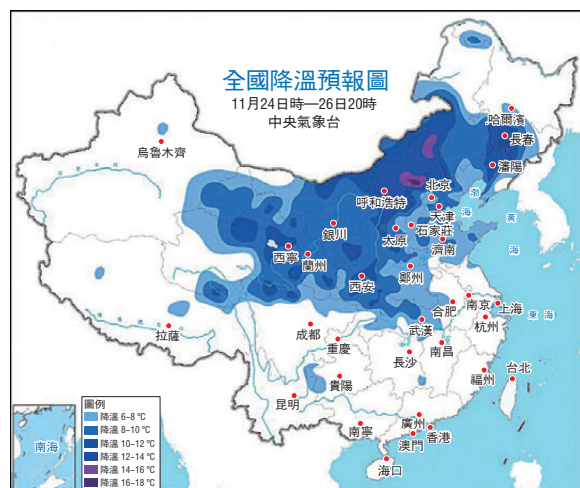 全國降溫預報圖
11月24日時—26日20時
中央氣象台
哈爾濱
長春
瀋陽
烏魯木齊
呼和浩特
北京
渤海
天津
銀川
太原
石家莊
黃海
濟南
西寧
蘭州
鄭州
西安
合肥
南京
上海
東海
武漢
杭州
拉薩
成都
重慶
長沙
南昌
貴陽
福州
台北
昆明
南寧
廣州
香港
澳門
海口
南海
圖例
降溫 6–8 ℃
降溫 8–10 ℃
降溫 10–12 ℃
降溫 12–14 ℃
降溫 14–16 ℃
降溫 16–18 ℃